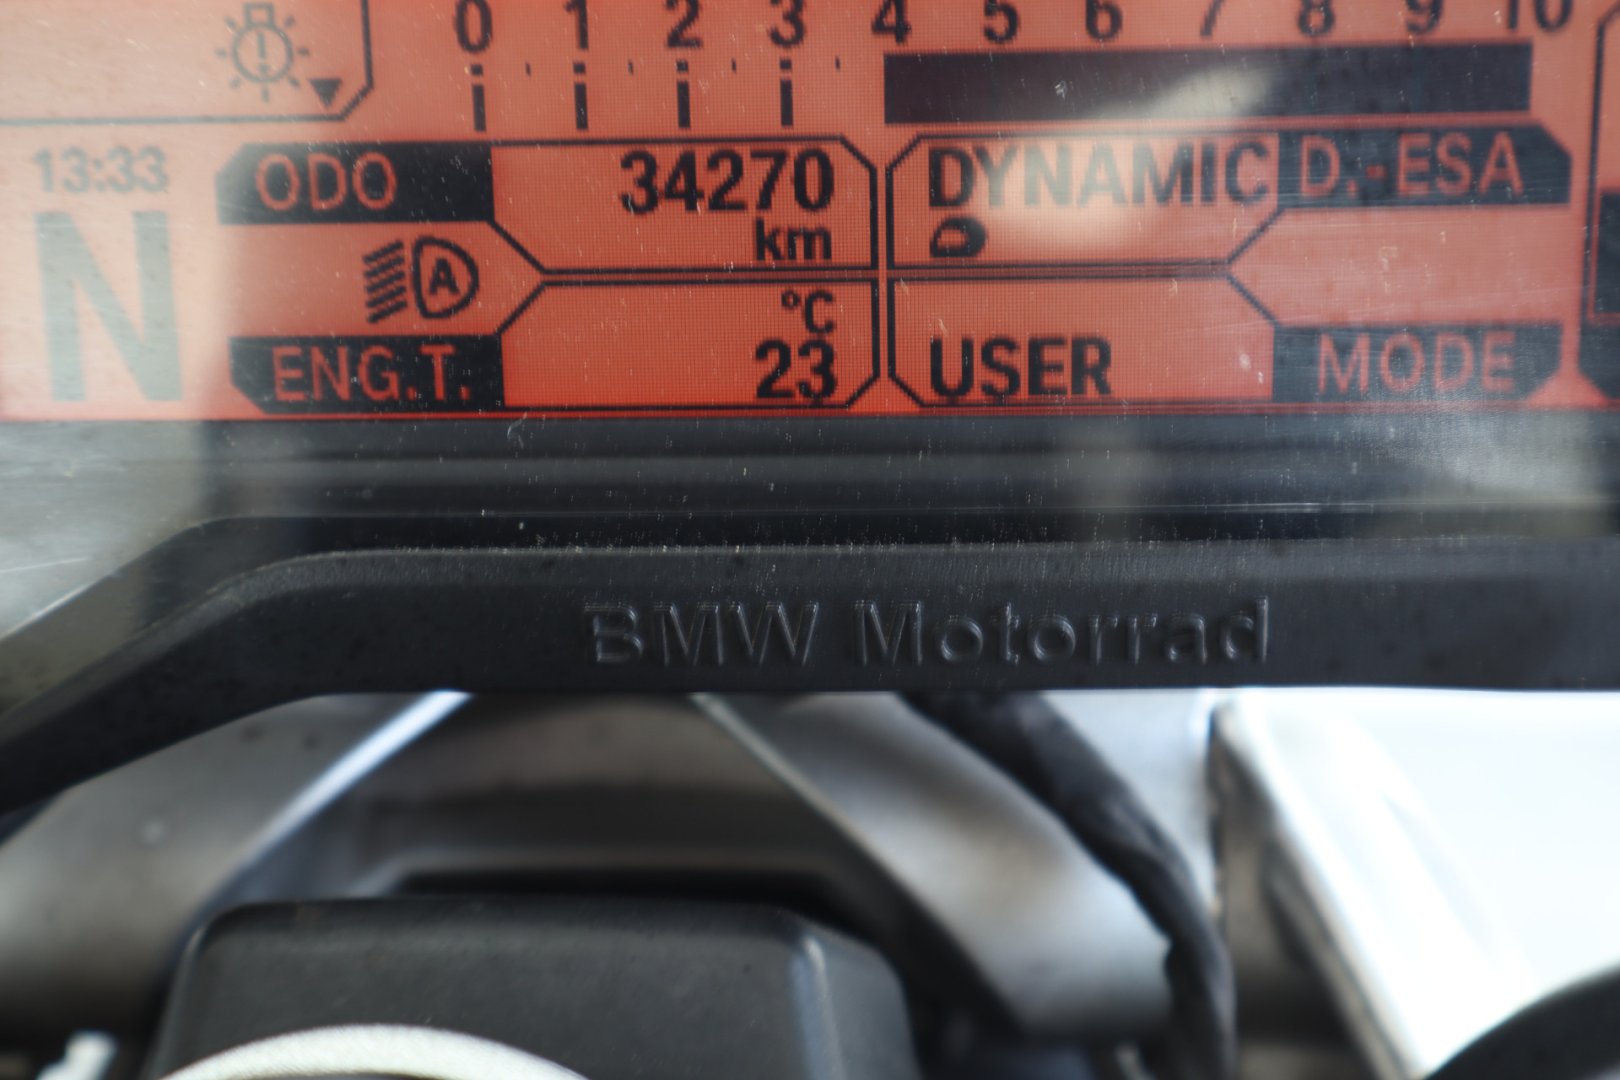 0 1 2 3 4 5 6 7 8 9 10
13:33
ODO 34270 km
DYNAMIC D.-ESA
N
A
ENG.T. 23 °C
USER MODE
BMW Motorrad